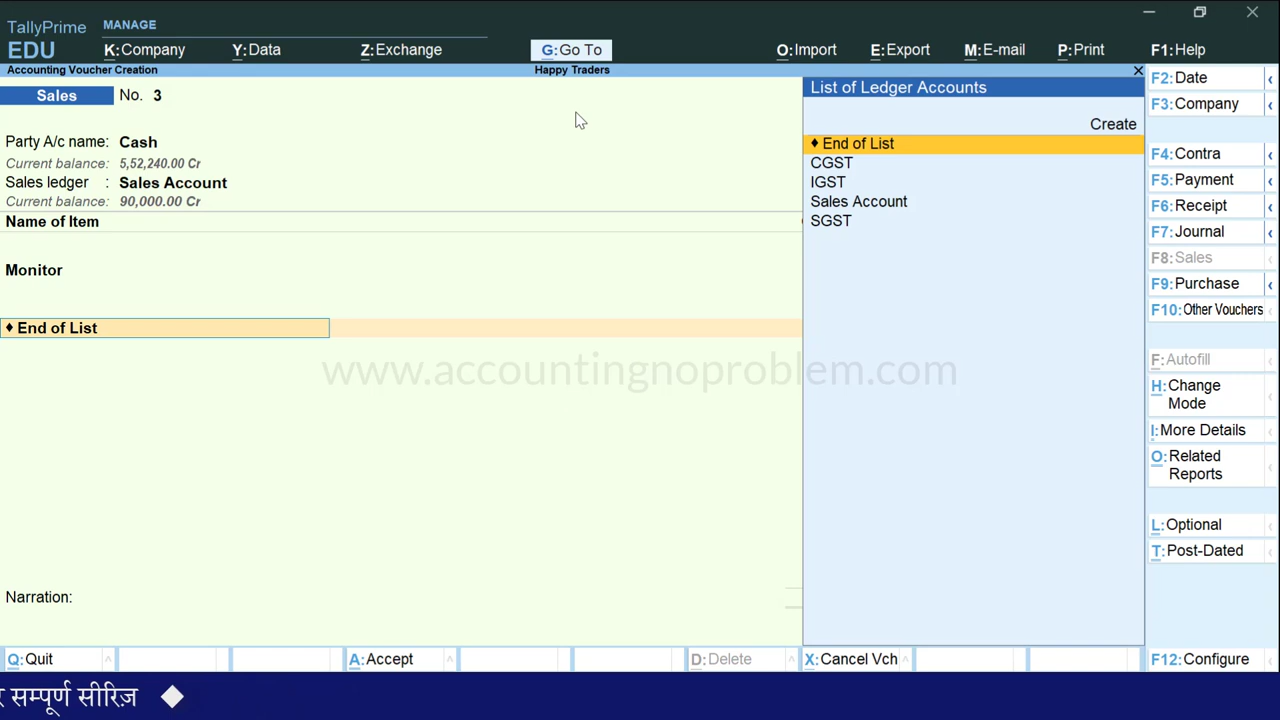 TallyPrime
EDU
MANAGE
K:Company
Y:Data
Z:Exchange
G:Go To
O:Import
E:Export
M:E-mail
P:Print
F1:Help
Accounting Voucher Creation
Happy Traders
Sales No. 3
Party A/c name: Cash
Current balance: 5,52,240.00 Cr
Sales ledger : Sales Account
Current balance: 90,000.00 Cr
Name of Item
Monitor
♦ End of List
Narration:
List of Ledger Accounts
Create
♦ End of List
CGST
IGST
Sales Account
SGST
F2:Date
F3:Company
F4:Contra
F5:Payment
F6:Receipt
F7:Journal
F8:Sales
F9:Purchase
F10:Other Vouchers
F:Autofill
H:Change
Mode
I:More Details
O:Related
Reports
L:Optional
T:Post-Dated
www.accountingnoproblem.com
Q:Quit
A:Accept
D:Delete
X:Cancel Vch
F12:Configure
सम्पूर्ण सीरिज़